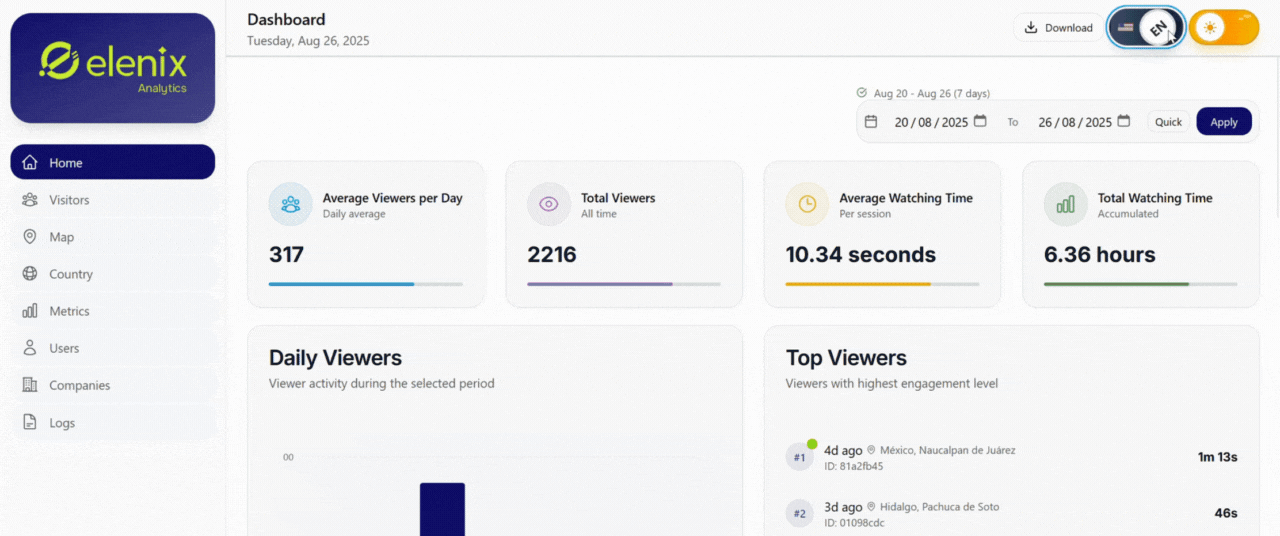 elenix
Analytics
Home
Visitors
Map
Country
Metrics
Users
Companies
Logs
Dashboard
Tuesday, Aug 26, 2025
Download
EN
Aug 20 - Aug 26 (7 days)
20/08/2025 To 26/08/2025 Quick Apply
Average Viewers per Day
Daily average
317
Total Viewers
All time
2216
Average Watching Time
Per session
10.34 seconds
Total Watching Time
Accumulated
6.36 hours
Daily Viewers
Viewer activity during the selected period
00
Top Viewers
Viewers with highest engagement level
#1 4d ago México, Naucalpan de Juárez 1m 13s
ID: 81a2fb45
#2 3d ago Hidalgo, Pachuca de Soto 46s
ID: 01098cdc